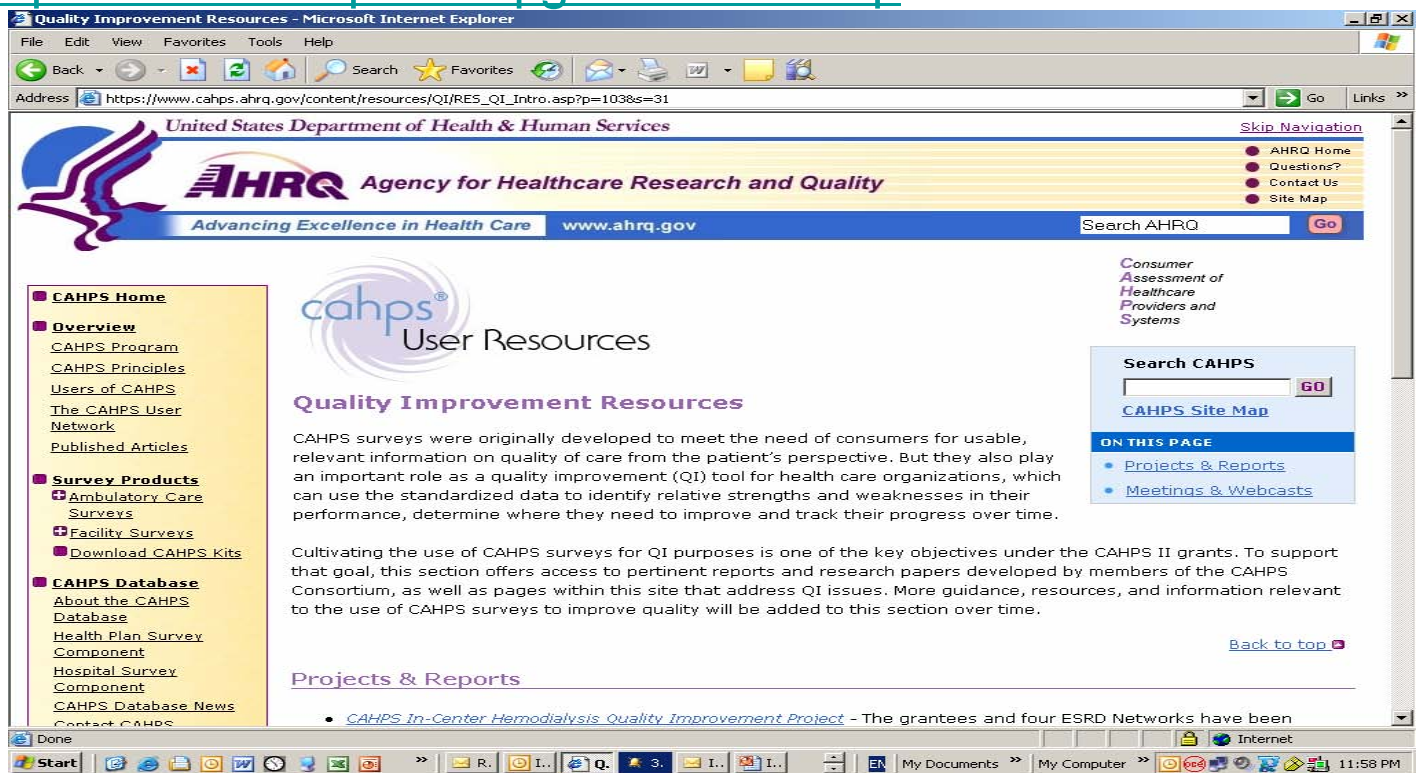 Quality Improvement Resources - Microsoft Internet Explorer
File Edit View Favorites Tools Help
Back Search Favorites
Address https://www.cahps.ahrq.gov/content/resources/QI/RES_QI_Intro.asp?p=103&s=31 Go Links »
United States Department of Health & Human Services
Skip Navigation
AHRQ Agency for Healthcare Research and Quality
AHRQ Home
Questions?
Contact Us
Site Map
Advancing Excellence in Health Care www.ahrq.gov
Search AHRQ Go
CAHPS Home
Overview
CAHPS Program
CAHPS Principles
Users of CAHPS
The CAHPS User
Network
Published Articles
Survey Products
Ambulatory Care
Surveys
Facility Surveys
Download CAHPS Kits
CAHPS Database
About the CAHPS
Database
Health Plan Survey
Component
Hospital Survey
Component
CAHPS Database News
Contact CAHPS
cahps®
User Resources
Consumer
Assessment of
Healthcare
Providers and
Systems
Search CAHPS
GO
CAHPS Site Map
ON THIS PAGE
Projects & Reports
Meetings & Webcasts
Quality Improvement Resources
CAHPS surveys were originally developed to meet the need of consumers for usable,
relevant information on quality of care from the patient's perspective. But they also play
an important role as a quality improvement (QI) tool for health care organizations, which
can use the standardized data to identify relative strengths and weaknesses in their
performance, determine where they need to improve and track their progress over time.
Cultivating the use of CAHPS surveys for QI purposes is one of the key objectives under the CAHPS II grants. To support
that goal, this section offers access to pertinent reports and research papers developed by members of the CAHPS
Consortium, as well as pages within this site that address QI issues. More guidance, resources, and information relevant
to the use of CAHPS surveys to improve quality will be added to this section over time.
Back to top
Projects & Reports
• CAHPS In-Center Hemodialysis Quality Improvement Project - The grantees and four ESRD Networks have been
Done Internet
Start » R. I.. Q. 3. I.. I.. EN My Documents » My Computer » 11:58 PM